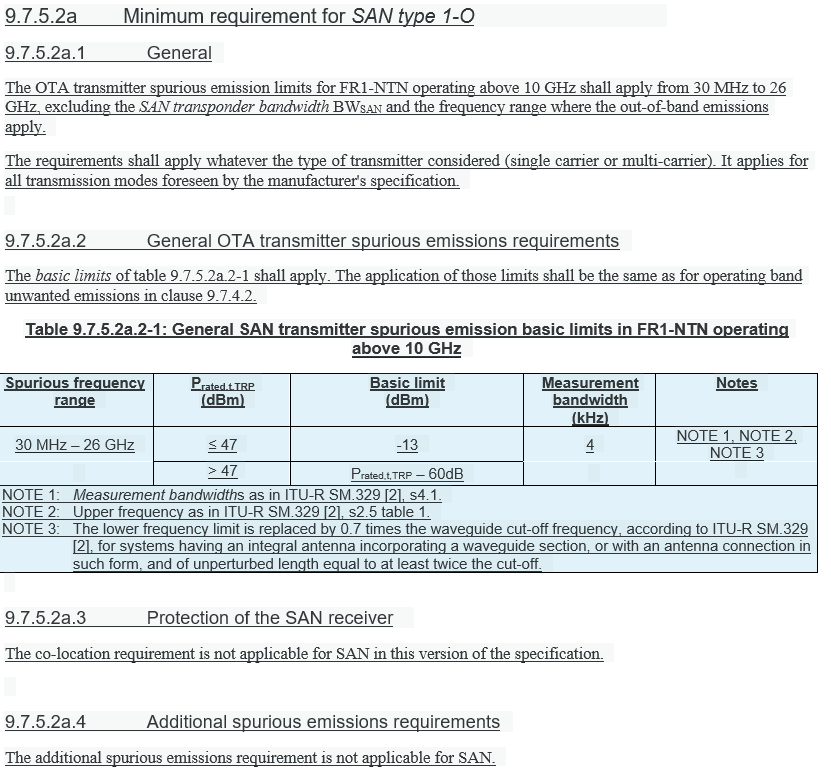 9.7.5.2a Minimum requirement for SAN type 1-O
9.7.5.2a.1 General
The OTA transmitter spurious emission limits for FR1-NTN operating above 10 GHz shall apply from 30 MHz to 26
GHz, excluding the SAN transponder bandwidth BWSAN and the frequency range where the out-of-band emissions
apply.
The requirements shall apply whatever the type of transmitter considered (single carrier or multi-carrier). It applies for
all transmission modes foreseen by the manufacturer's specification.
9.7.5.2a.2 General OTA transmitter spurious emissions requirements
The basic limits of table 9.7.5.2a.2-1 shall apply. The application of those limits shall be the same as for operating band
unwanted emissions in clause 9.7.4.2.
Table 9.7.5.2a.2-1: General SAN transmitter spurious emission basic limits in FR1-NTN operating
above 10 GHz
Spurious frequency range Prated,t,TRP (dBm) Basic limit (dBm) Measurement bandwidth (kHz) Notes
30 MHz – 26 GHz ≤ 47 -13 4 NOTE 1, NOTE 2, NOTE 3
> 47 Prated,t,TRP – 60dB
NOTE 1: Measurement bandwidths as in ITU-R SM.329 [2], s4.1.
NOTE 2: Upper frequency as in ITU-R SM.329 [2], s2.5 table 1.
NOTE 3: The lower frequency limit is replaced by 0.7 times the waveguide cut-off frequency, according to ITU-R SM.329
[2], for systems having an integral antenna incorporating a waveguide section, or with an antenna connection in
such form, and of unperturbed length equal to at least twice the cut-off.
9.7.5.2a.3 Protection of the SAN receiver
The co-location requirement is not applicable for SAN in this version of the specification.
9.7.5.2a.4 Additional spurious emissions requirements
The additional spurious emissions requirement is not applicable for SAN.